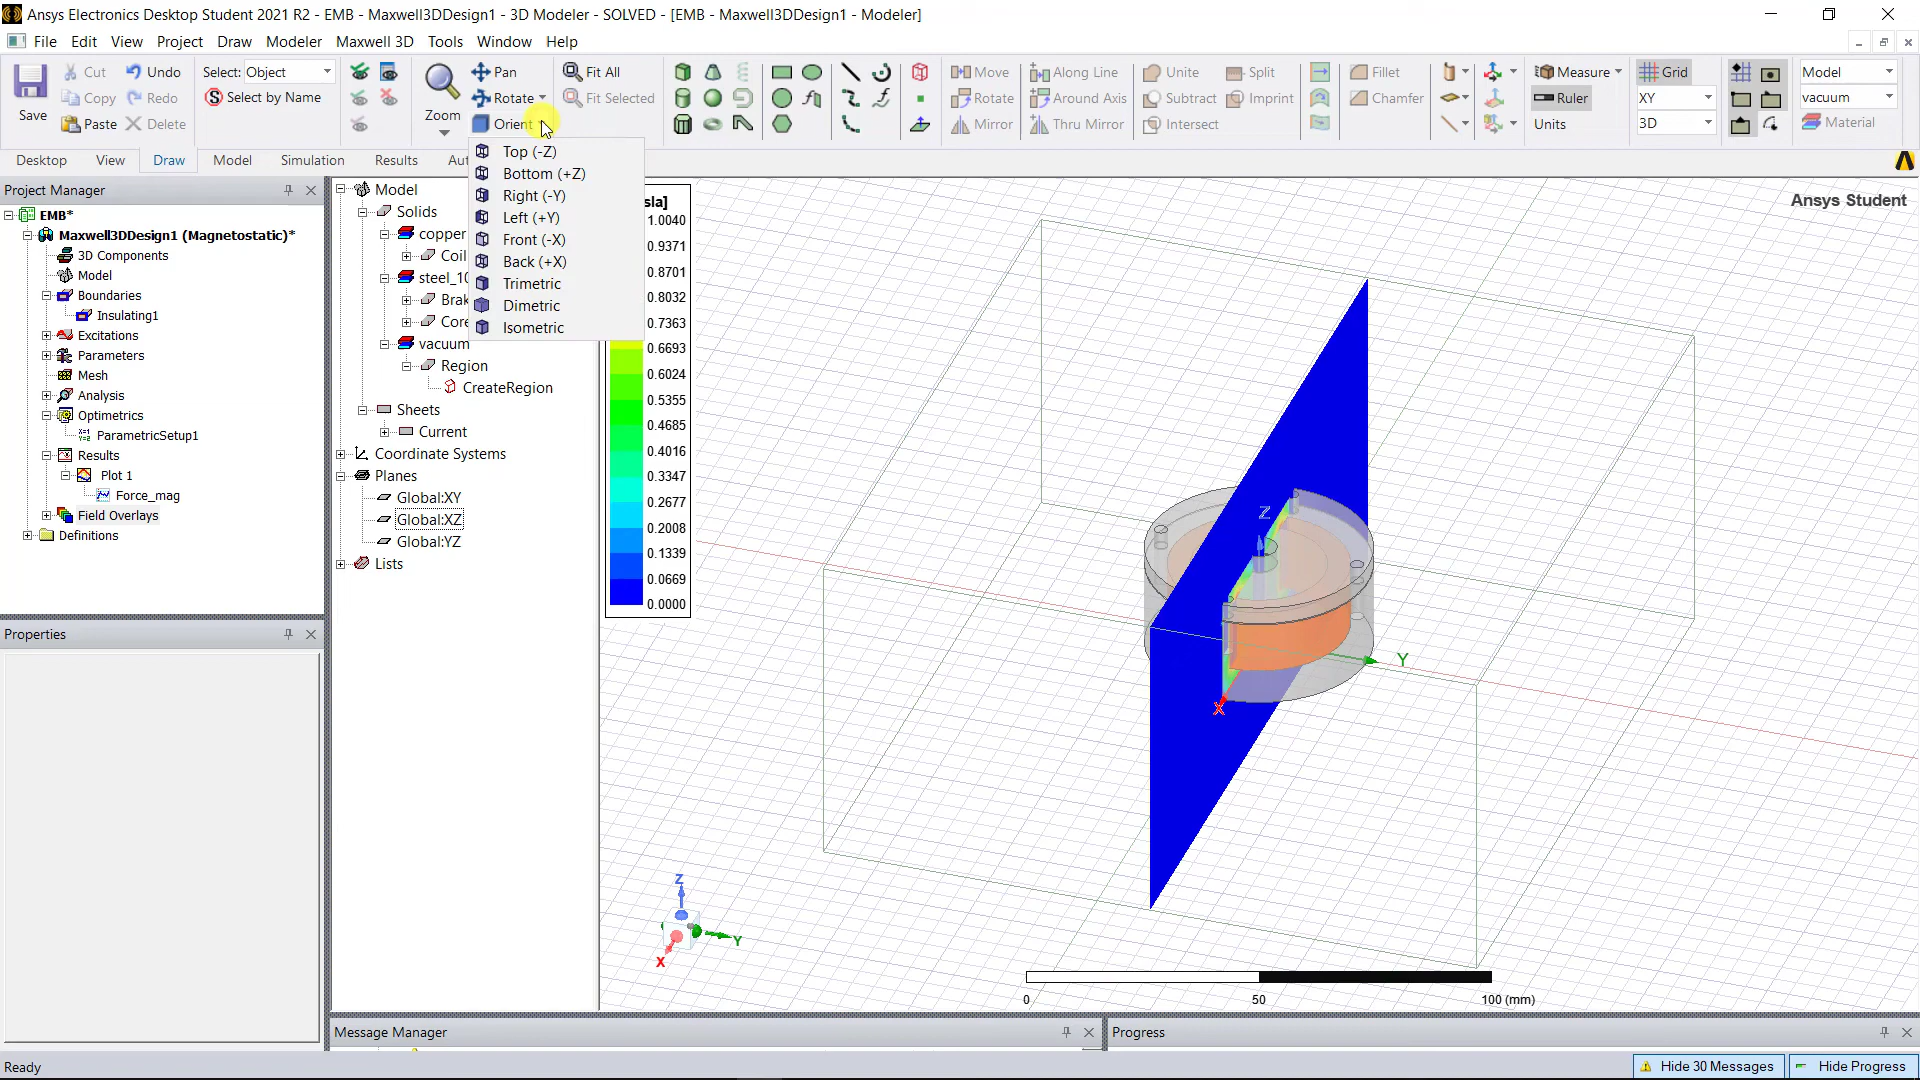 Ansys Electronics Desktop Student 2021 R2 - EMB - Maxwell3DDesign1 - 3D Modeler - SOLVED - [EMB - Maxwell3DDesign1 - Modeler]
File Edit View Project Draw Modeler Maxwell 3D Tools Window Help
Save
Cut
Copy
Paste
Undo
Redo
Delete
Select: Object
Select by Name
Zoom
Pan
Rotate
Orient
Fit All
Fit Selected
Move
Rotate
Mirror
Along Line
Around Axis
Thru Mirror
Unite
Subtract
Intersect
Split
Imprint
Fillet
Chamfer
Measure
Ruler
Units
Grid
XY
3D
Model
vacuum
Material
Desktop View Draw Model Simulation Results
Top (-Z)
Bottom (+Z)
Right (-Y)
Left (+Y)
Front (-X)
Back (+X)
Trimetric
Dimetric
Isometric
Project Manager
EMB*
Maxwell3DDesign1 (Magnetostatic)*
3D Components
Model
Boundaries
Insulating1
Excitations
Parameters
Mesh
Analysis
Optimetrics
ParametricSetup1
Results
Plot 1
Force_mag
Field Overlays
Definitions
Properties
Model
Solids
copper
vacuum
Region
CreateRegion
Sheets
Current
Coordinate Systems
Planes
Global:XY
Global:XZ
Global:YZ
Lists
1.0040
0.9371
0.8701
0.8032
0.7363
0.6693
0.6024
0.5355
0.4685
0.4016
0.3347
0.2677
0.2008
0.1339
0.0669
0.0000
Ansys Student
Z
Y
X
Z
Y
X
0 50 100 (mm)
Message Manager
Progress
Ready
Hide 30 Messages
Hide Progress